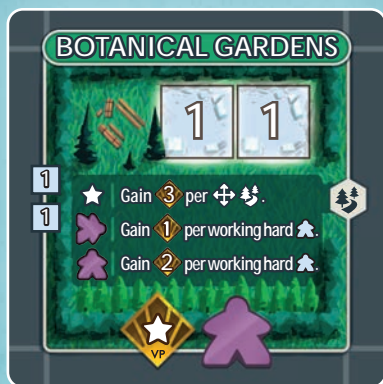 BOTANICAL GARDENS
1 1
1
Gain 3 per .
1
Gain 1 per working hard .
Gain 2 per working hard .
VP